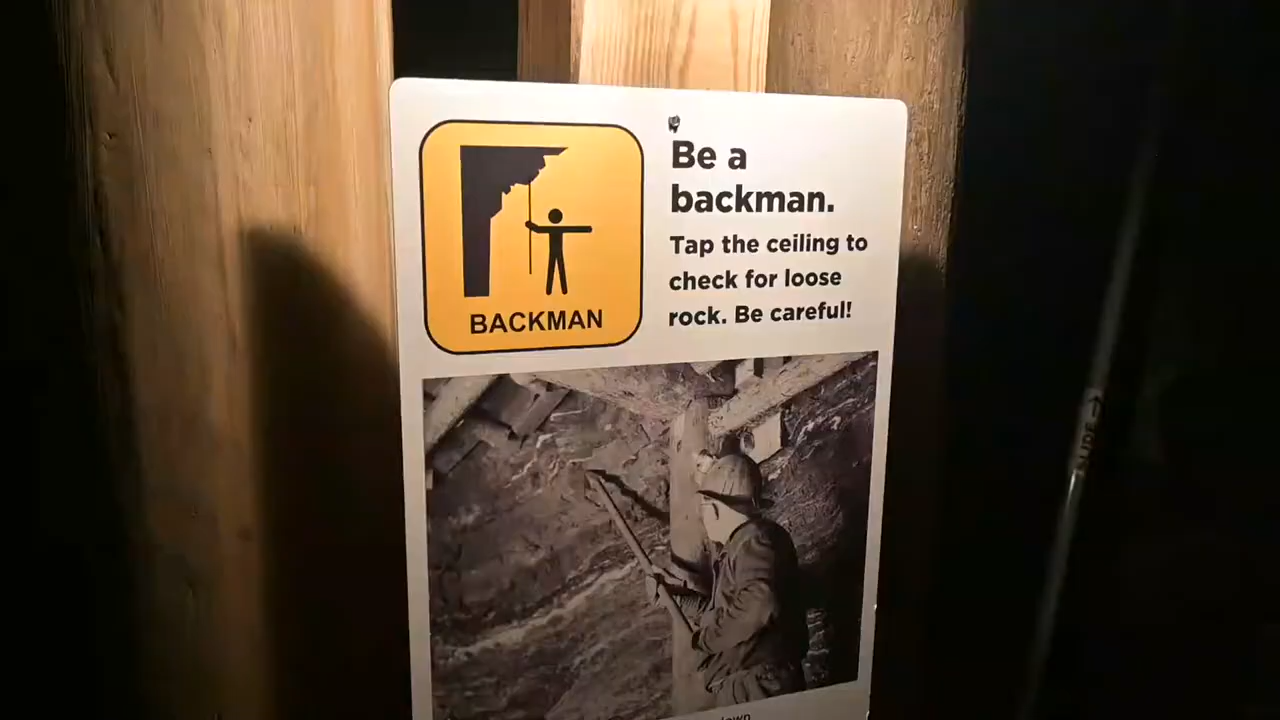 BACKMAN
Be a
backman.
Tap the ceiling to
check for loose
rock. Be careful!